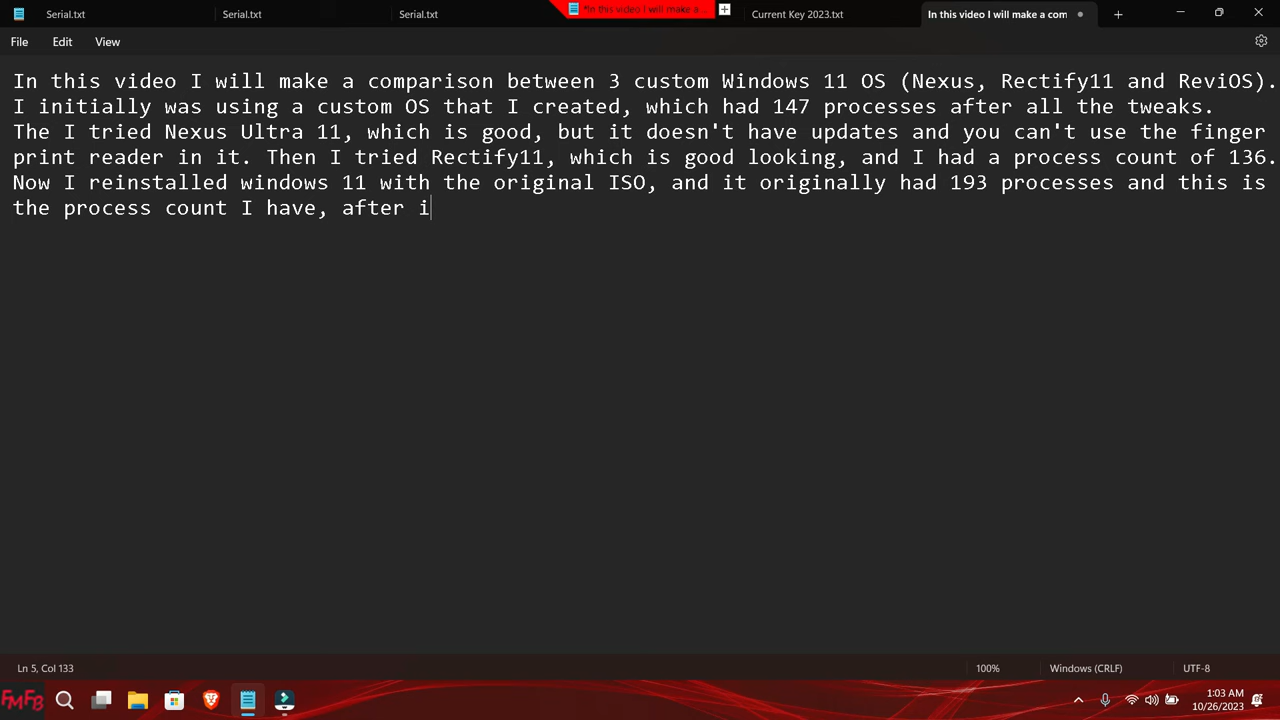 Serial.txt Serial.txt Serial.txt *In this video I will make a... Current Key 2023.txt In this video I will make a com
File Edit View
In this video I will make a comparison between 3 custom Windows 11 OS (Nexus, Rectify11 and ReviOS).
I initially was using a custom OS that I created, which had 147 processes after all the tweaks.
The I tried Nexus Ultra 11, which is good, but it doesn't have updates and you can't use the finger
print reader in it. Then I tried Rectify11, which is good looking, and I had a process count of 136.
Now I reinstalled windows 11 with the original ISO, and it originally had 193 processes and this is
the process count I have, after i
Ln 5, Col 133 100% Windows (CRLF) UTF-8
FMFB 1:03 AM
10/26/2023